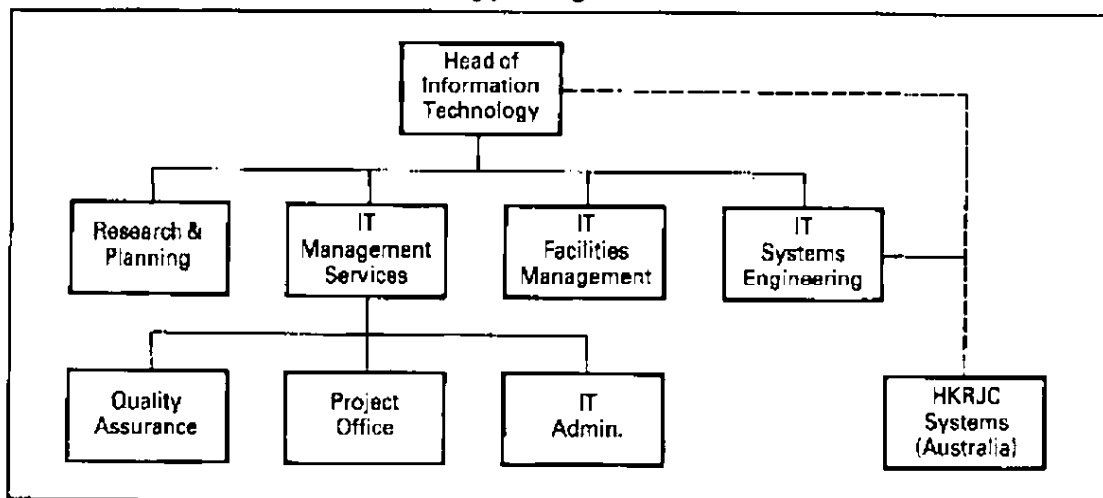 Head of
Information
Technology
Research &
Planning
IT
Management
Services
IT
Facilities
Management
IT
Systems
Engineering
Quality
Assurance
Project
Office
IT
Admin.
HKRJC
Systems
(Australia)